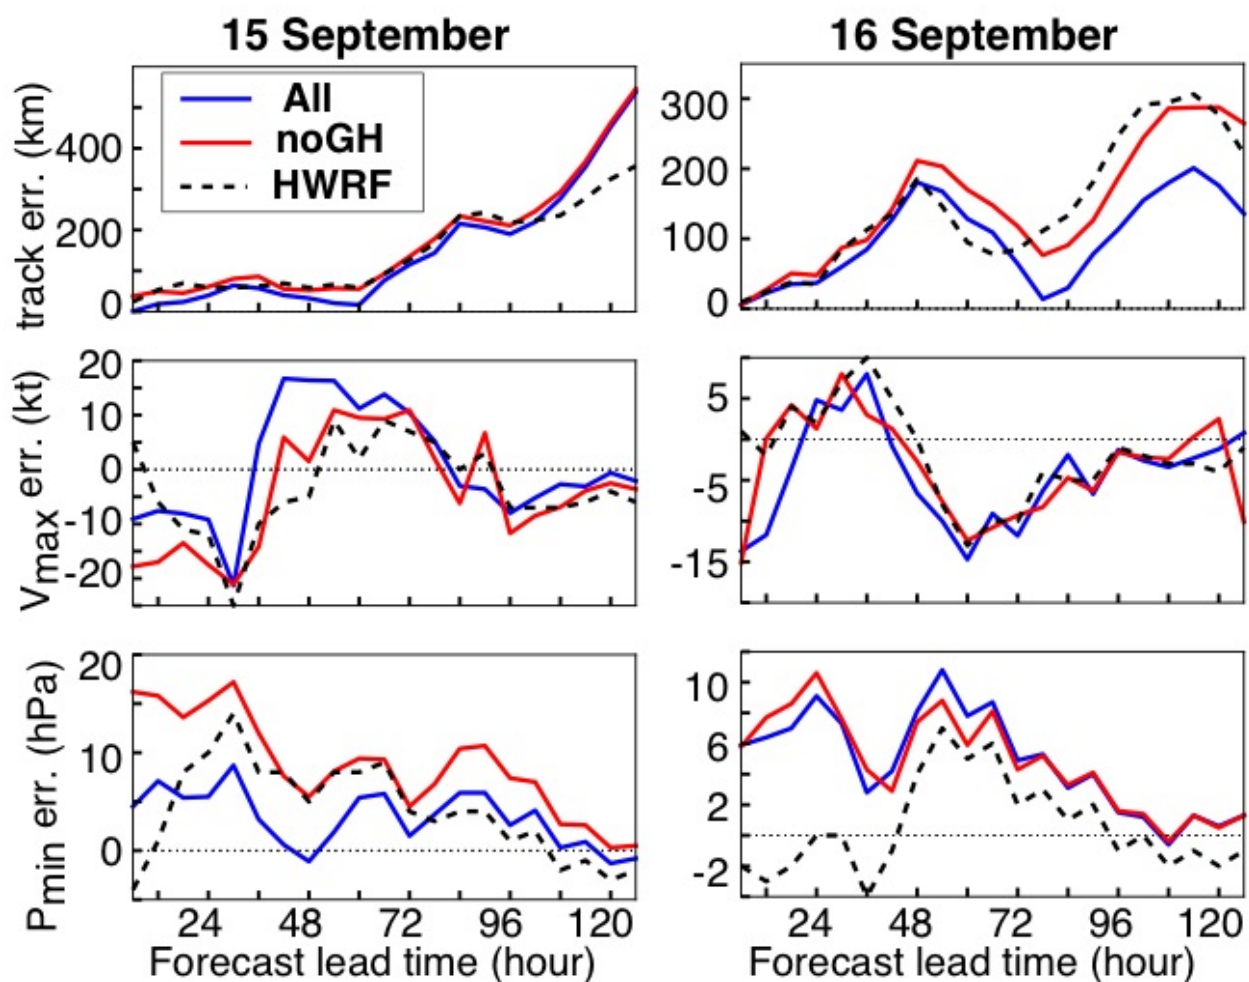 15 September
16 September
track err. (km)
400
200
0
All
noGH
HWRF
300
200
100
0
Vmax err. (kt)
20
10
0
-10
-20
5
-5
-15
Pmin err. (hPa)
20
10
0
10
6
2
-2
24 48 72 96 120
24 48 72 96 120
Forecast lead time (hour)
Forecast lead time (hour)